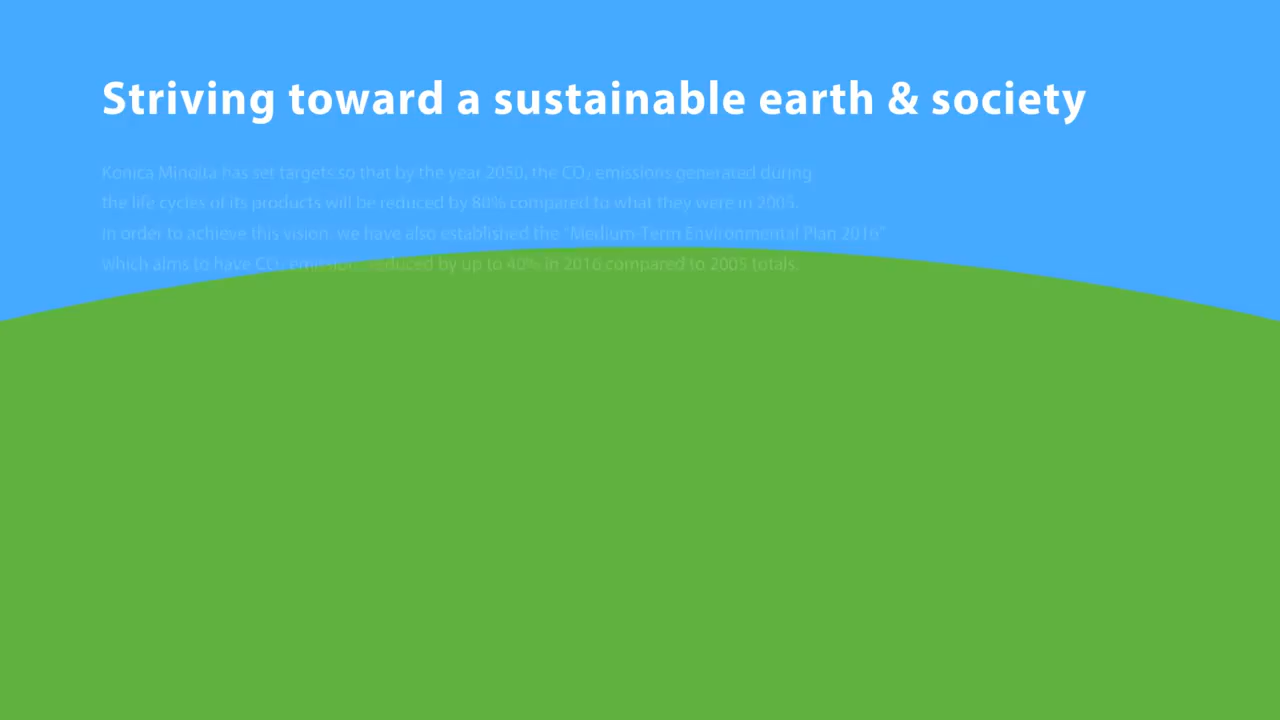 Striving toward a sustainable earth & society
Konica Minolta has set targets so that by the year 2050, the CO₂ emissions generated during
the life cycles of its products will be reduced by 80% compared to what they were in 2005.
In order to achieve this vision, we have also established the "Medium-Term Environmental Plan 2016"
which aims to have CO₂ emissions reduced by up to 40% in 2016 compared to 2005 totals.